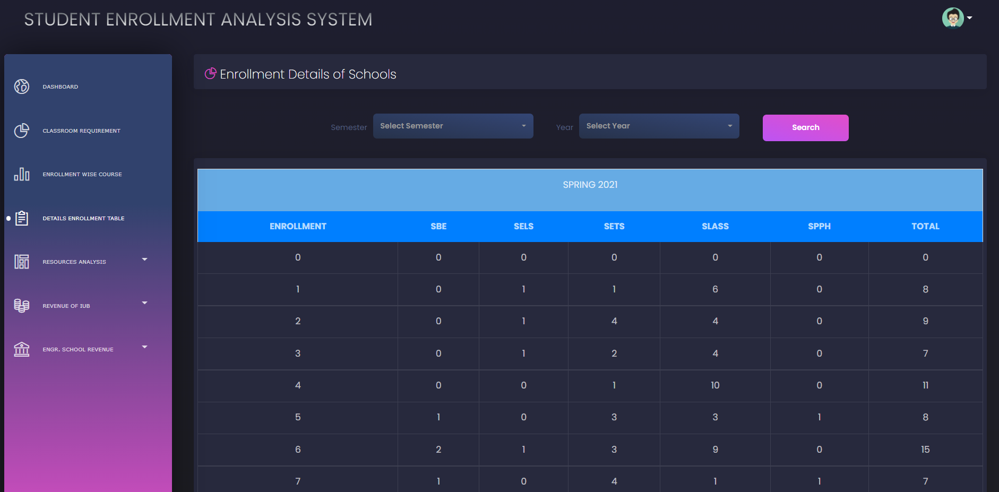 STUDENT ENROLLMENT ANALYSIS SYSTEM
DASHBOARD
CLASSROOM REQUIREMENT
ENROLLMENT WISE COURSE
DETAILS ENROLLMENT TABLE
RESOURCES ANALYSIS
REVENUE OF IUB
ENGR. SCHOOL REVENUE
Enrollment Details of Schools
Semester Select Semester Year Select Year Search
SPRING 2021
ENROLLMENT SBE SELS SETS SLASS SPPH TOTAL
0 0 0 0 0 0 0
1 0 1 1 6 0 8
2 0 1 4 4 0 9
3 0 1 2 4 0 7
4 0 0 1 10 0 11
5 1 0 3 3 1 8
6 2 1 3 9 0 15
7 1 0 4 1 1 7